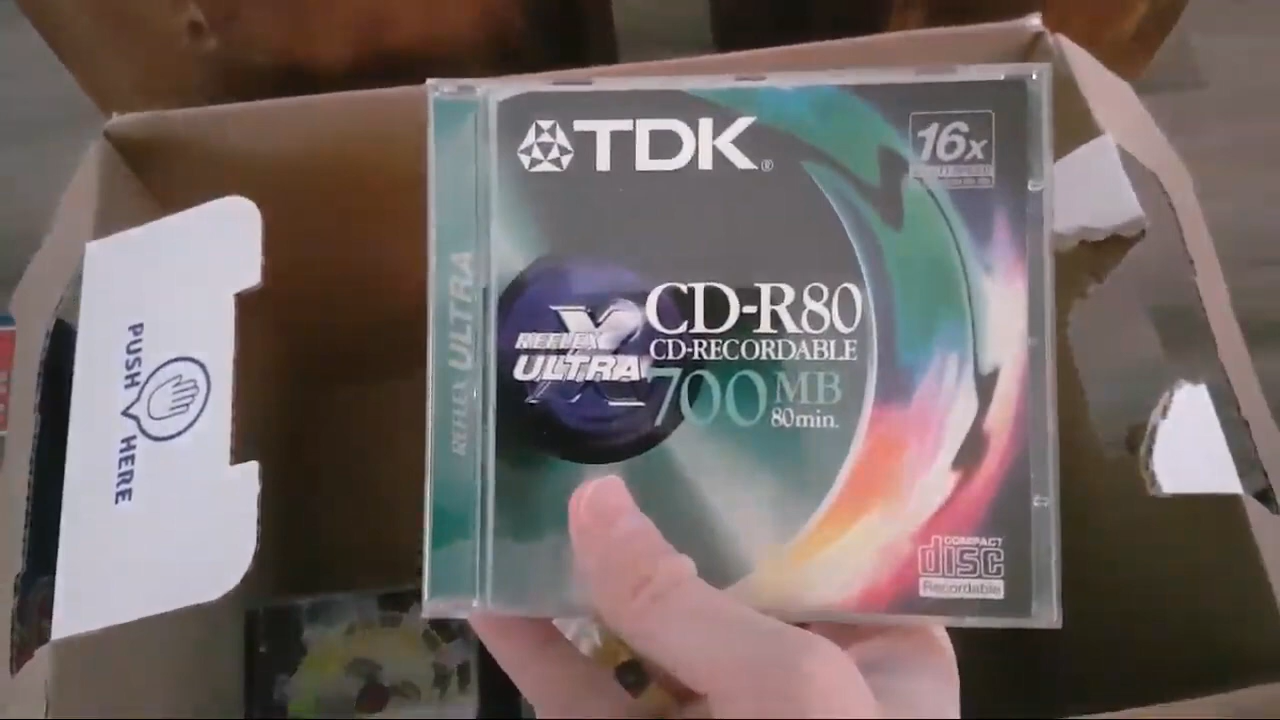 TDK®
16x
REFLEX
ULTRA
CD-R80
CD-RECORDABLE
700 MB
80min.
REFLEX ULTRA
COMPACT
disc
Recordable
PUSH HERE